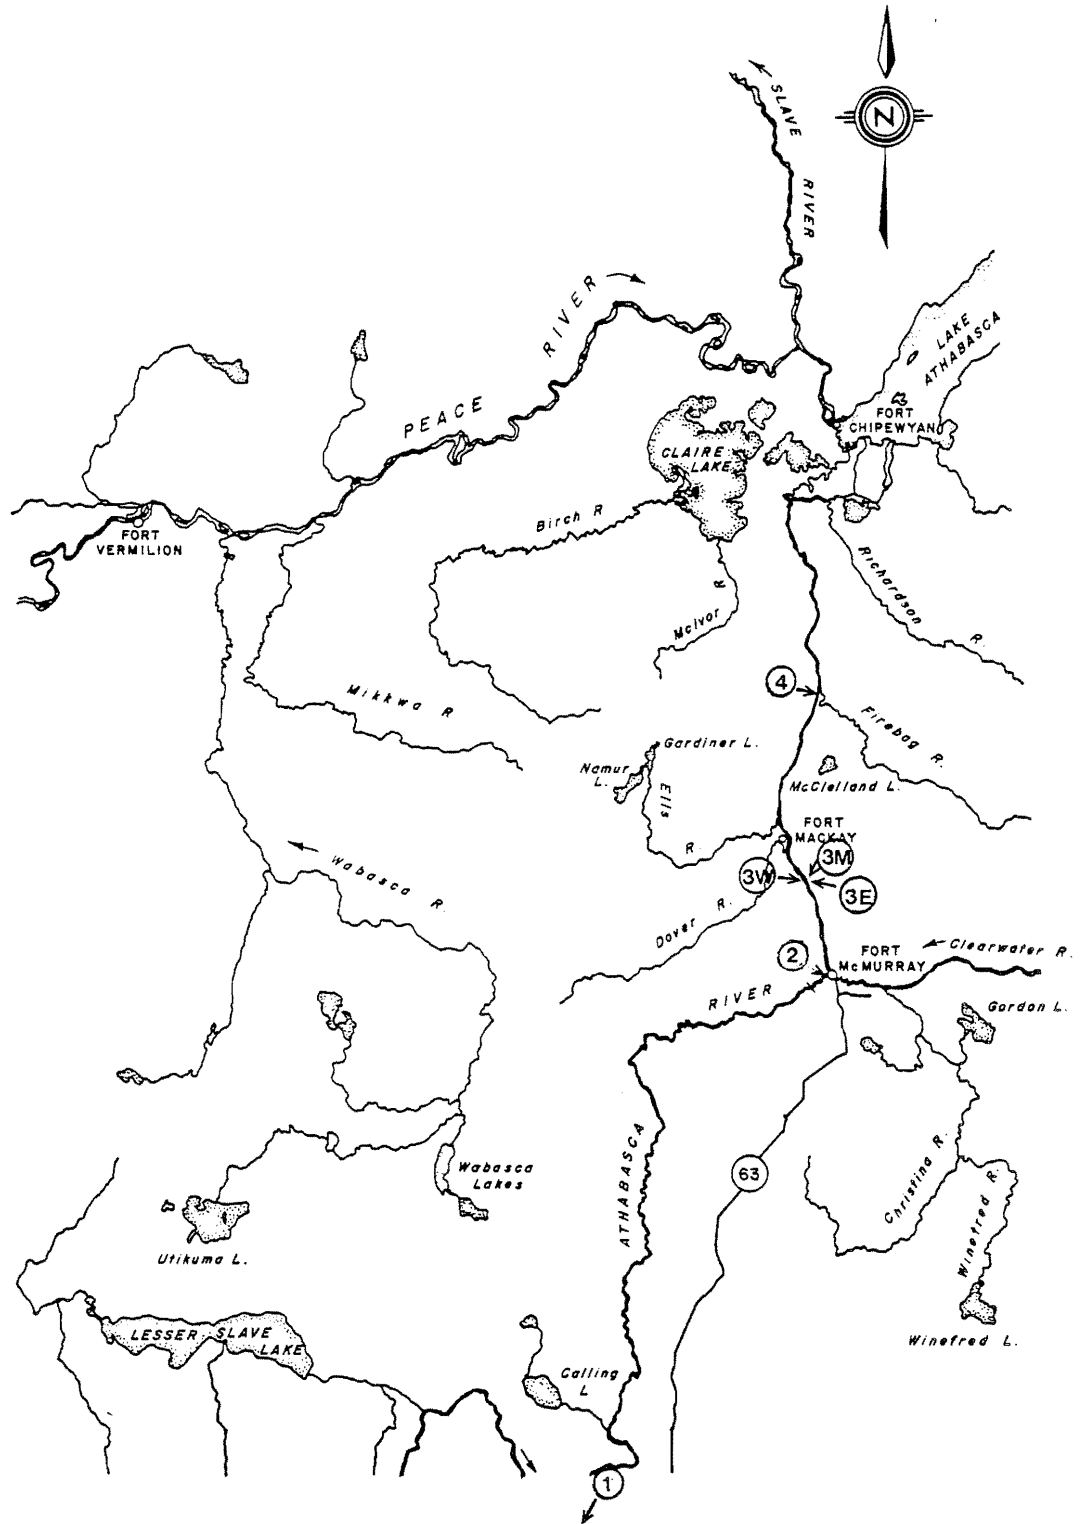 SLAVE
RIVER
N
RIVER
PEACE
LAKE
ATHABASCA
FORT
CHIPEWYAN
CLAIRE
LAKE
Birch R
FORT
VERMILION
R
McIvor
Richardson
R.
Mikkwa R
4
Firebag R.
Gardiner L.
Namur
L.
Ells
R.
McClelland L.
FORT
MACKAY
3M
3W
3E
Wabasca R.
Dover R.
2
FORT
McMURRAY
Clearwater R.
RIVER
Gordon L.
ATHABASCA
63
Christina R.
Winefred R.
Wabasca
Lakes
Utikuma L.
LESSER SLAVE
LAKE
Winefred L.
Calling
L
1